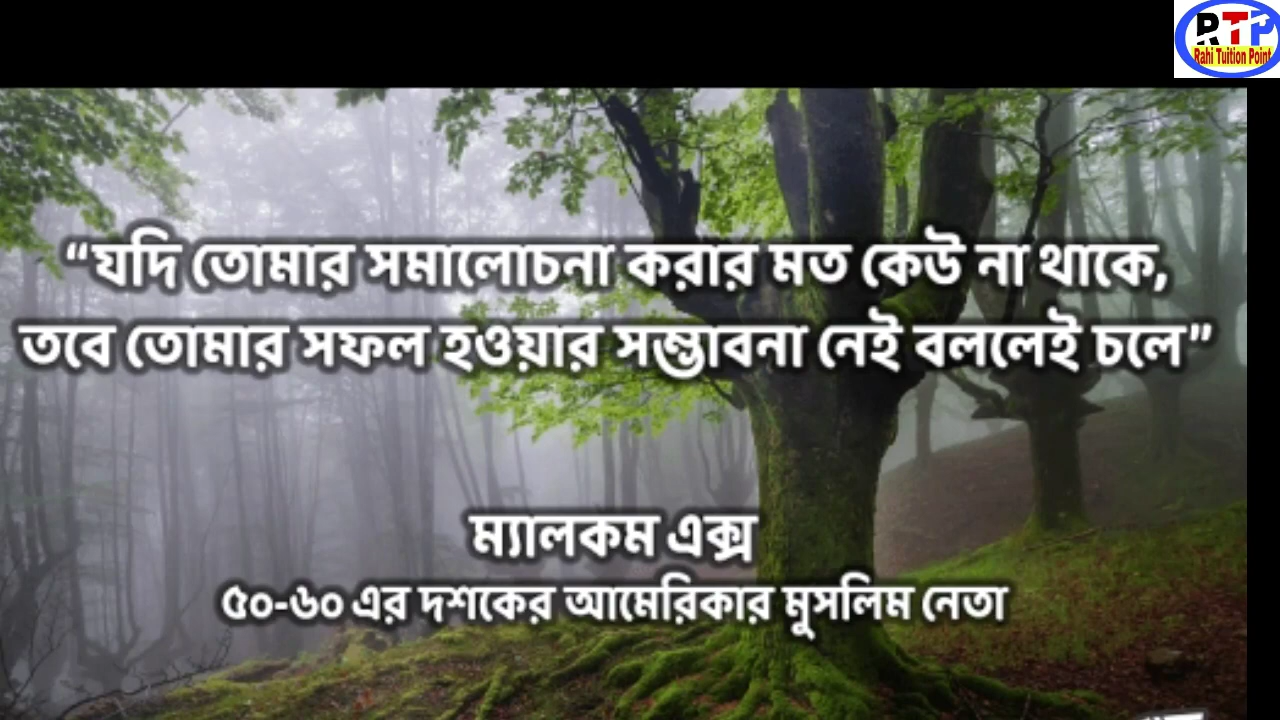 RTP
Rahi Tuition Point
“যদি তোমার সমালোচনা করার মত কেউ না থাকে,
তবে তোমার সফল হওয়ার সম্ভাবনা নেই বললেই চলে”
ম্যালকম এক্স
৫০-৬০ এর দশকের আমেরিকার মুসলিম নেতা